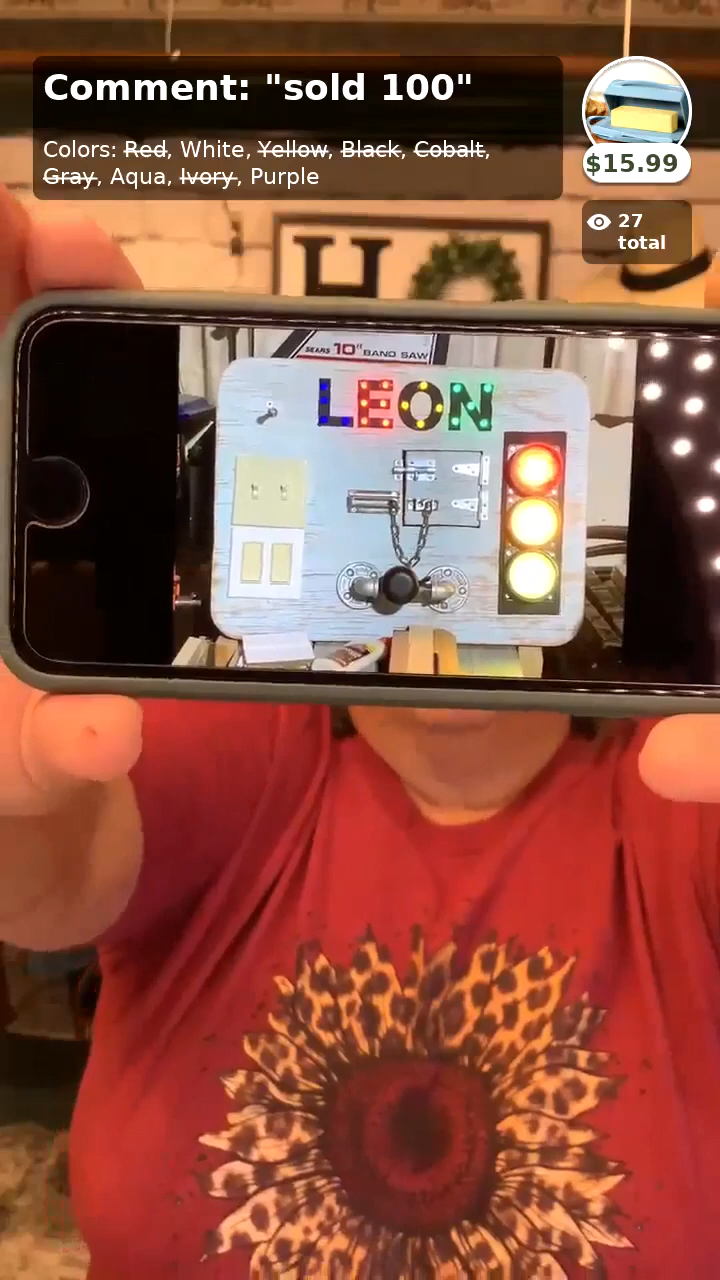 Comment: "sold 100"
Colors: Red, White, Yellow, Black, Cobalt,
Gray, Aqua, Ivory, Purple
$15.99
27
total
H
SEARS 10" BAND SAW
LEON